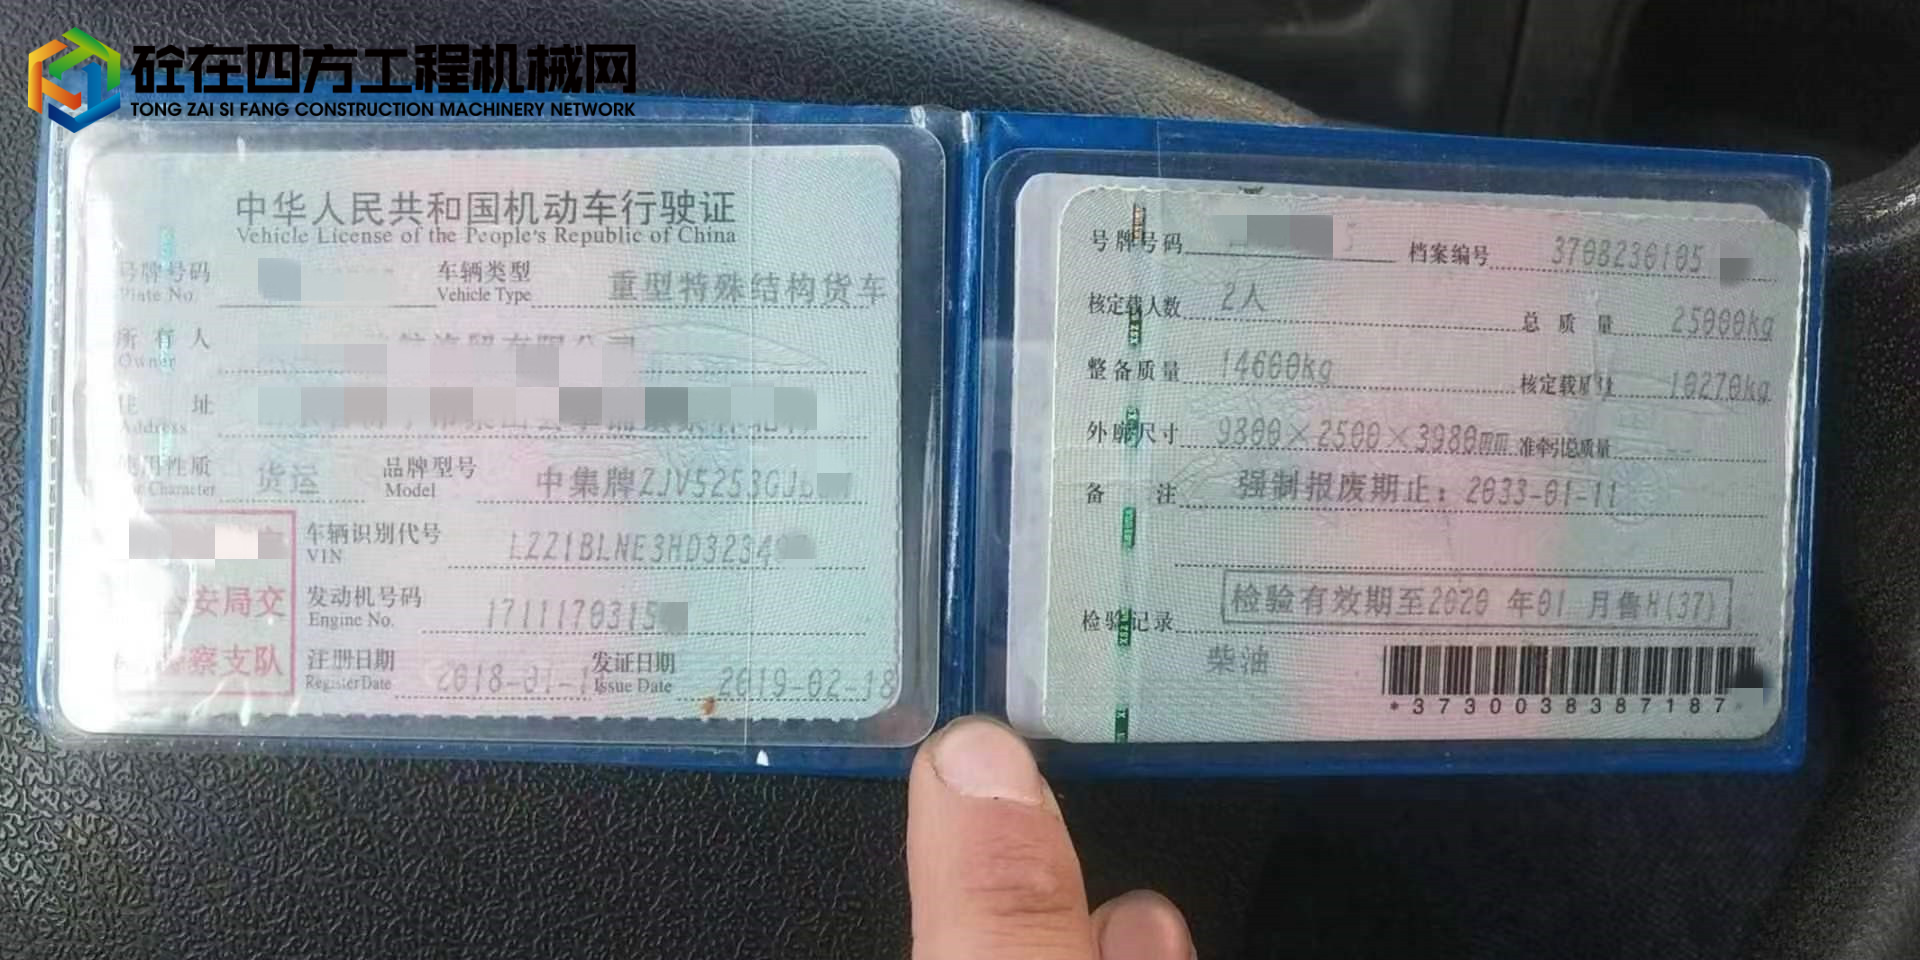 砼在四方工程机械网
TONG ZAI SI FANG CONSTRUCTION MACHINERY NETWORK
中华人民共和国机动车行驶证
Vehicle License of the People's Republic of China
号牌号码 车辆类型 重型特殊结构货车
Plate No. Vehicle Type
所有人
Owner
住址
Address
使用性质 货运 品牌型号 中集牌ZJV5253GJ
Use Character Model
车辆识别代号 LZZ1BLNE3HD3234
VIN
安局交
察支队
发动机号码 1711170315
Engine No.
注册日期 2018-01-1 发证日期 2019-02-18
Register Date Issue Date
号牌号码 档案编号 3708230105
核定载人数 2人 总质量 25000kg
整备质量 14600kg 核定载质量 10270kg
外廓尺寸 9800×2500×3980mm 准牵引总质量 --
备注 强制报废期止：2033-01-11
检验记录 检验有效期至2020年01月鲁H(37)
柴油
*3730038387187